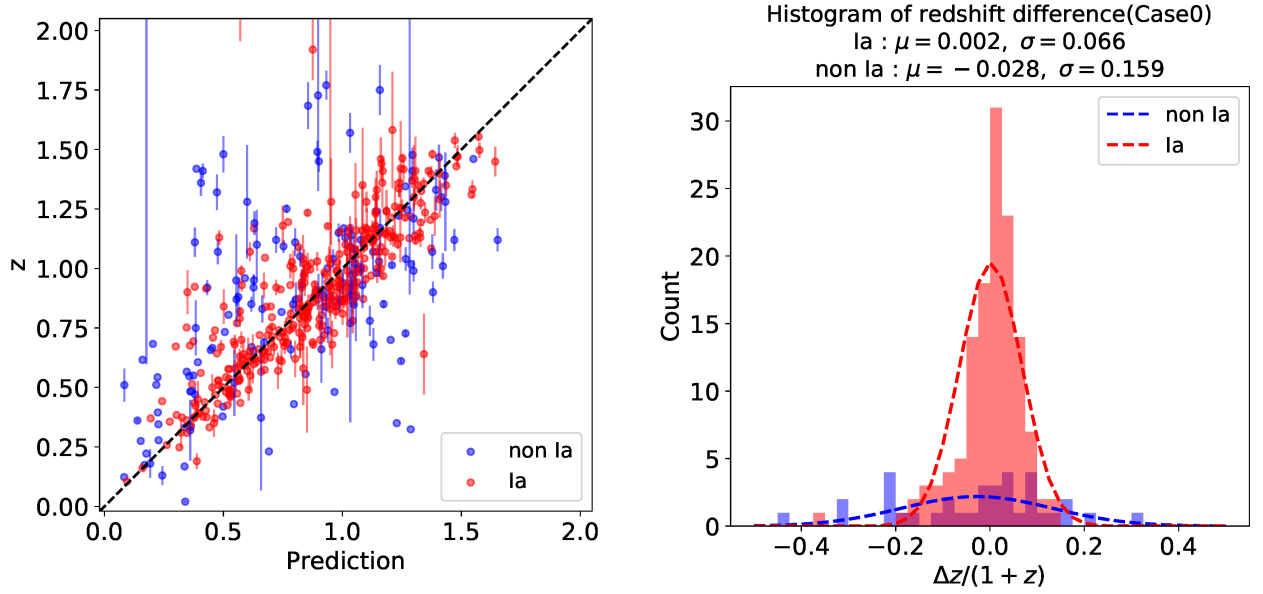 2.00
1.75
1.50
1.25
1.00
0.75
0.50
0.25
0.00
z
0.0 0.5 1.0 1.5 2.0
Prediction
non Ia
Ia
Histogram of redshift difference(Case0)
Ia : μ = 0.002, σ = 0.066
non Ia : μ = −0.028, σ = 0.159
30
25
20
15
10
5
0
Count
−0.4 −0.2 0.0 0.2 0.4
Δz/(1 + z)
non Ia
Ia